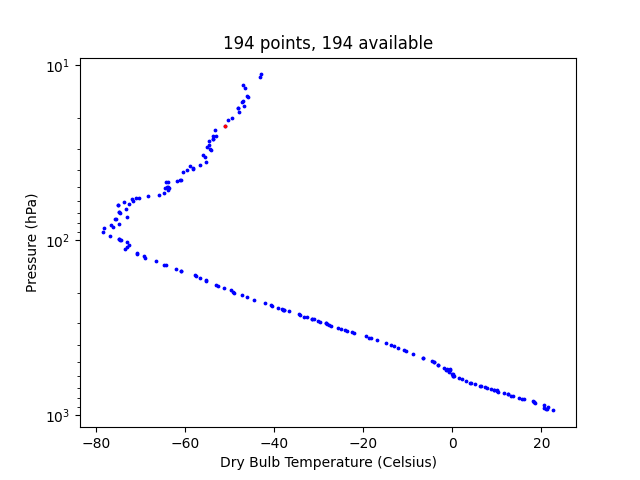 194 points, 194 available
10¹
10²
10³
Pressure (hPa)
−80 −60 −40 −20 0 20
Dry Bulb Temperature (Celsius)